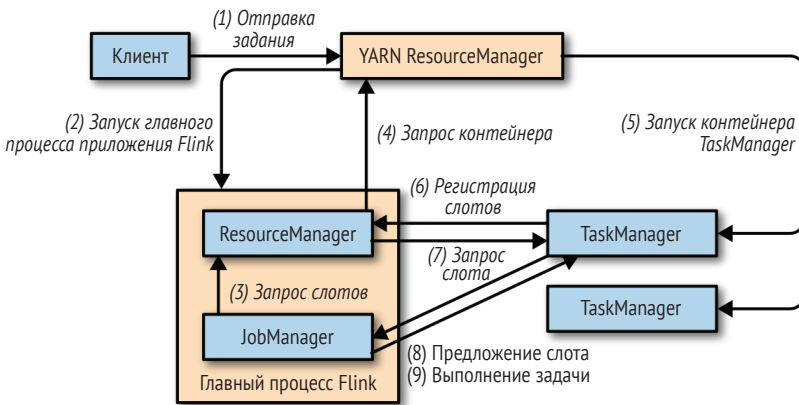 (1) Отправка
задания
Клиент
YARN ResourceManager
(2) Запуск главного
процесса приложения Flink
(4) Запрос контейнера
(5) Запуск контейнера
TaskManager
(6) Регистрация
слотов
ResourceManager
TaskManager
(7) Запрос
слота
(3) Запрос слотов
TaskManager
JobManager
(8) Предложение слота
(9) Выполнение задачи
Главный процесс Flink